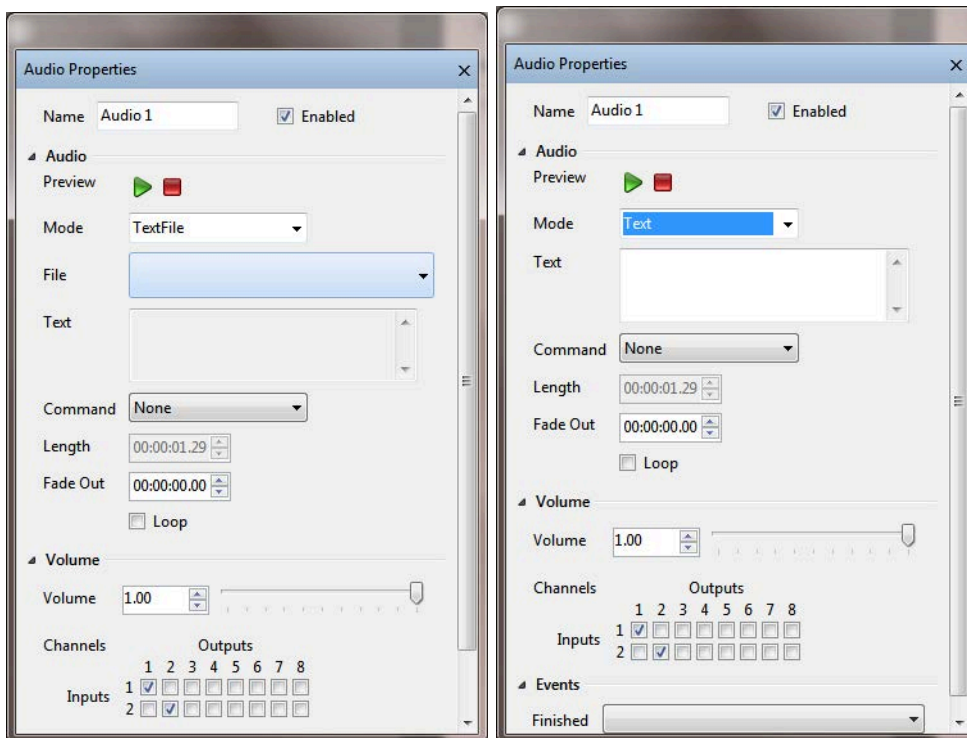 Audio Properties
Name Audio 1 Enabled
Audio
Preview
Mode TextFile
File
Text
Command None
Length 00:00:01.29
Fade Out 00:00:00.00
Loop
Volume
Volume 1.00
Channels Outputs
1 2 3 4 5 6 7 8
Inputs 1
2
Audio Properties
Name Audio 1 Enabled
Audio
Preview
Mode Text
Text
Command None
Length 00:00:01.29
Fade Out 00:00:00.00
Loop
Volume
Volume 1.00
Channels Outputs
1 2 3 4 5 6 7 8
Inputs 1
2
Events
Finished